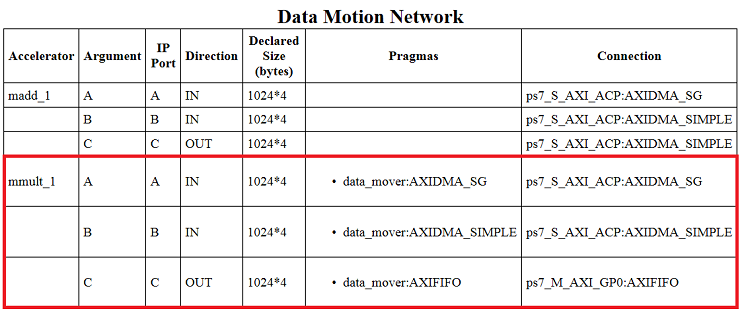 Data Motion Network
Accelerator Argument IP Port Direction Declared Size (bytes) Pragmas Connection
madd_1 A A IN 1024*4 ps7_S_AXI_ACP:AXIDMA_SG
B B IN 1024*4 ps7_S_AXI_ACP:AXIDMA_SIMPLE
C C OUT 1024*4 ps7_S_AXI_ACP:AXIDMA_SIMPLE
mmult_1 A A IN 1024*4 • data_mover:AXIDMA_SG ps7_S_AXI_ACP:AXIDMA_SG
B B IN 1024*4 • data_mover:AXIDMA_SIMPLE ps7_S_AXI_ACP:AXIDMA_SIMPLE
C C OUT 1024*4 • data_mover:AXIFIFO ps7_M_AXI_GP0:AXIFIFO